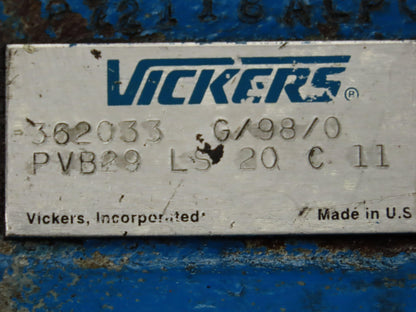 VICKERS®
362033 G/98/0
PVB29 LS 20 C 11
Vickers, Incorporated Made in U.S